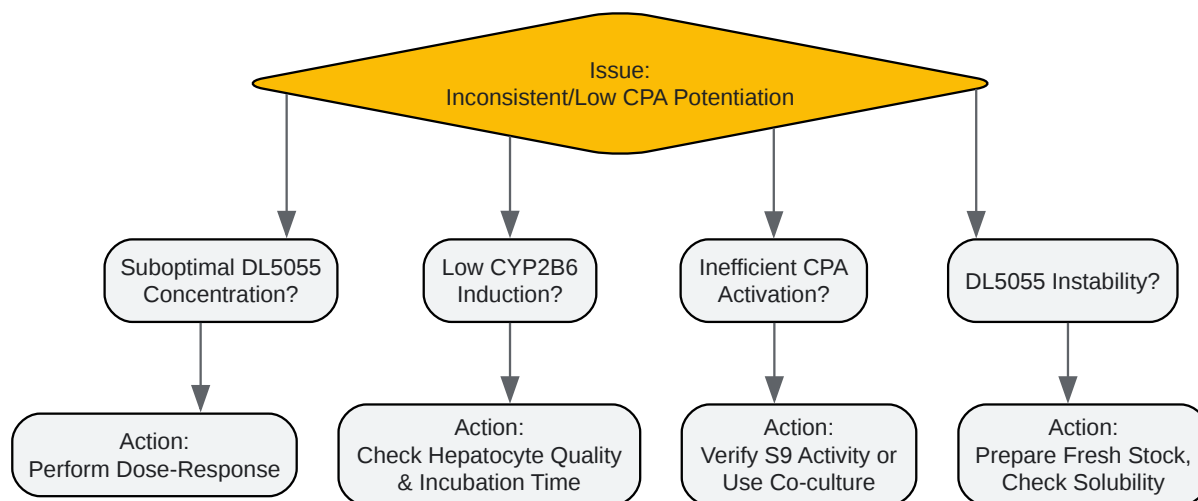 Issue:
Inconsistent/Low CPA Potentiation
Suboptimal DL5055
Concentration?
Low CYP2B6
Induction?
Inefficient CPA
Activation?
DL5055 Instability?
Action:
Perform Dose-Response
Action:
Check Hepatocyte Quality
& Incubation Time
Action:
Verify S9 Activity or
Use Co-culture
Action:
Prepare Fresh Stock,
Check Solubility